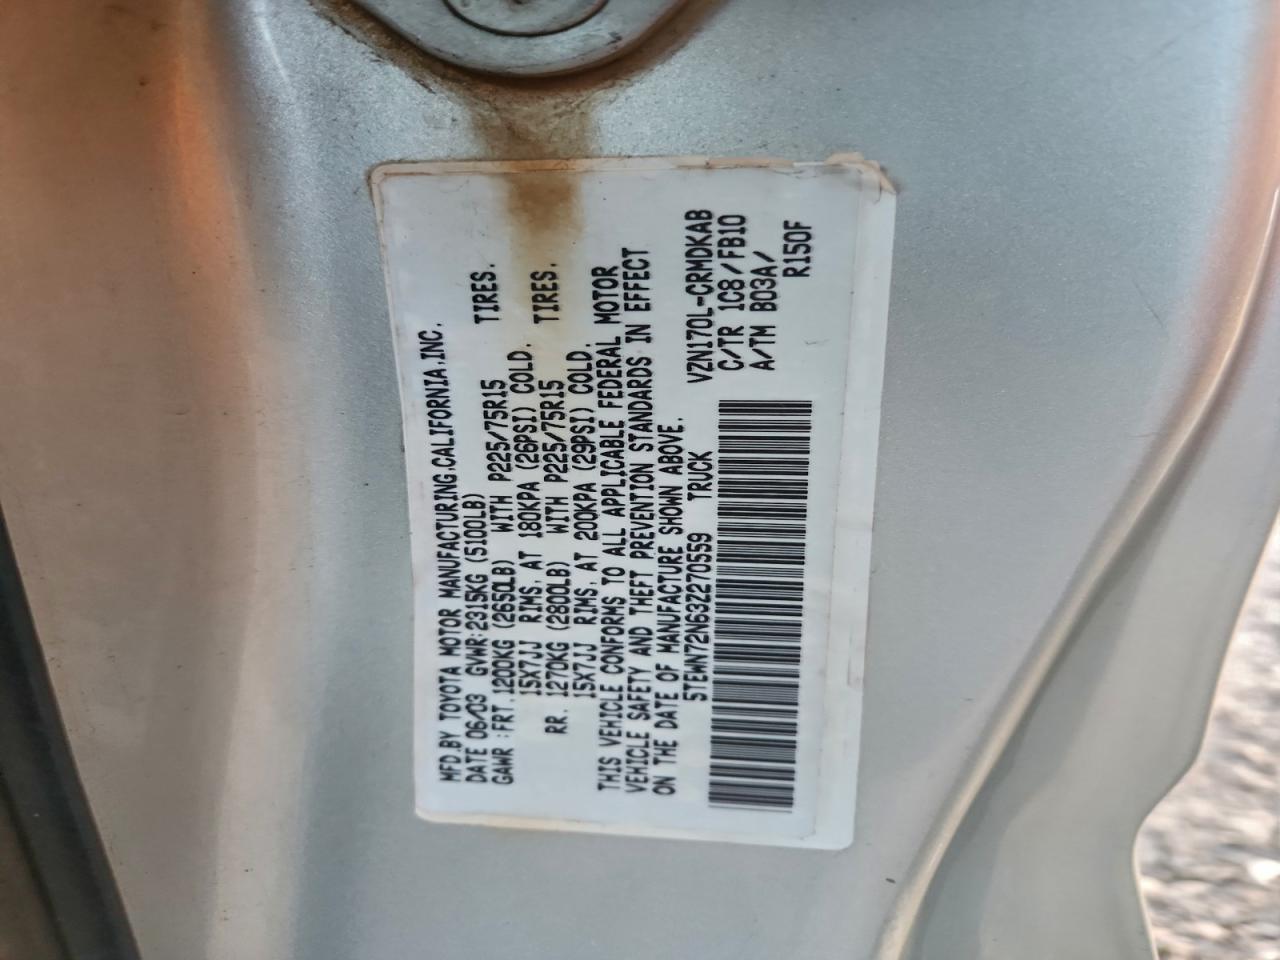 MFD.BY TOYOTA MOTOR MANUFACTURING,CALIFORNIA,INC.
DATE 06/03 GVWR:2315KG (5100LB)
GAWR :FRT. 1200KG (2650LB) WITH P225/75R15 TIRES.
15X7JJ RIMS, AT 180KPA (26PSI) COLD.
RR. 1270KG (2800LB) WITH P225/75R15 TIRES.
15X7JJ RIMS, AT 200KPA (29PSI) COLD.
THIS VEHICLE CONFORMS TO ALL APPLICABLE FEDERAL MOTOR
VEHICLE SAFETY AND THEFT PREVENTION STANDARDS IN EFFECT
ON THE DATE OF MANUFACTURE SHOWN ABOVE.
5TEWN72N63Z270559 TRUCK
VZN170L-CRMDKAB
C/TR 1C8/FB10
A/TM B03A/
R150F